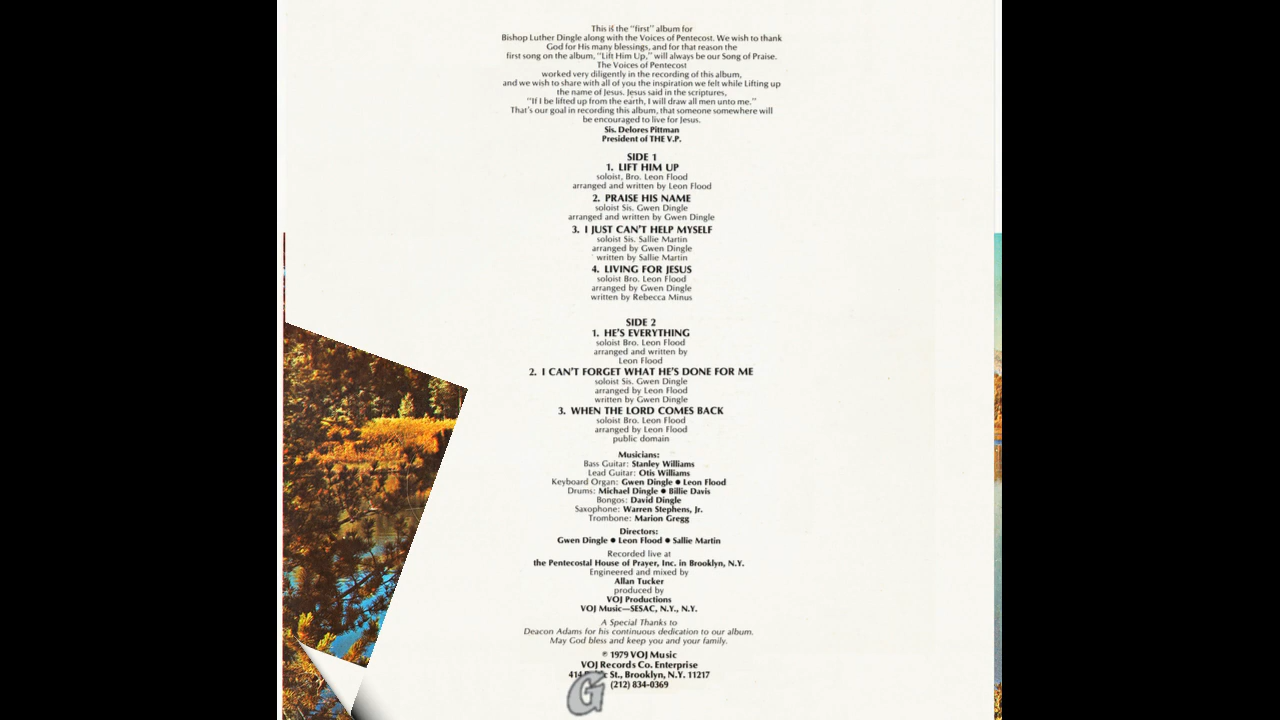 This is the "first" album for
Bishop Luther Dingle along with the Voices of Pentecost. We wish to thank
God for His many blessings, and for that reason the
first song on the album, "Lift Him Up," will always be our Song of Praise.
The Voices of Pentecost
worked very diligently in the recording of this album,
and we wish to share with all of you the inspiration we felt while Lifting up
the name of Jesus. Jesus said in the scriptures,
"If I be lifted up from the earth, I will draw all men unto me."
That's our goal in recording this album, that someone somewhere will
be encouraged to live for Jesus.
Sis. Delores Pittman
President of THE V.P.
SIDE 1
1. LIFT HIM UP
soloist, Bro. Leon Flood
arranged and written by Leon Flood
2. PRAISE HIS NAME
soloist Sis. Gwen Dingle
arranged and written by Gwen Dingle
3. I JUST CAN'T HELP MYSELF
soloist Sis. Sallie Martin
arranged by Gwen Dingle
written by Sallie Martin
4. LIVING FOR JESUS
soloist Bro. Leon Flood
arranged by Gwen Dingle
written by Rebecca Minus
SIDE 2
1. HE'S EVERYTHING
soloist Bro. Leon Flood
arranged and written by
Leon Flood
2. I CAN'T FORGET WHAT HE'S DONE FOR ME
soloist Sis. Gwen Dingle
arranged by Leon Flood
written by Gwen Dingle
3. WHEN THE LORD COMES BACK
soloist Bro. Leon Flood
arranged by Leon Flood
public domain
Musicians:
Bass Guitar: Stanley Williams
Lead Guitar: Otis Williams
Keyboard Organ: Gwen Dingle ● Leon Flood
Drums: Michael Dingle ● Billie Davis
Bongos: David Dingle
Saxophone: Warren Stephens, Jr.
Trombone: Marion Gregg
Directors:
Gwen Dingle ● Leon Flood ● Sallie Martin
Recorded live at
the Pentecostal House of Prayer, Inc. in Brooklyn, N.Y.
Engineered and mixed by
Allan Tucker
produced by
VOJ Productions
VOJ Music—SESAC, N.Y., N.Y.
A Special Thanks to
Deacon Adams for his continuous dedication to our album.
May God bless and keep you and your family.
℗ 1979 VOJ Music
VOJ Records Co. Enterprise
414 St., Brooklyn, N.Y. 11217
(212) 834-0369
G